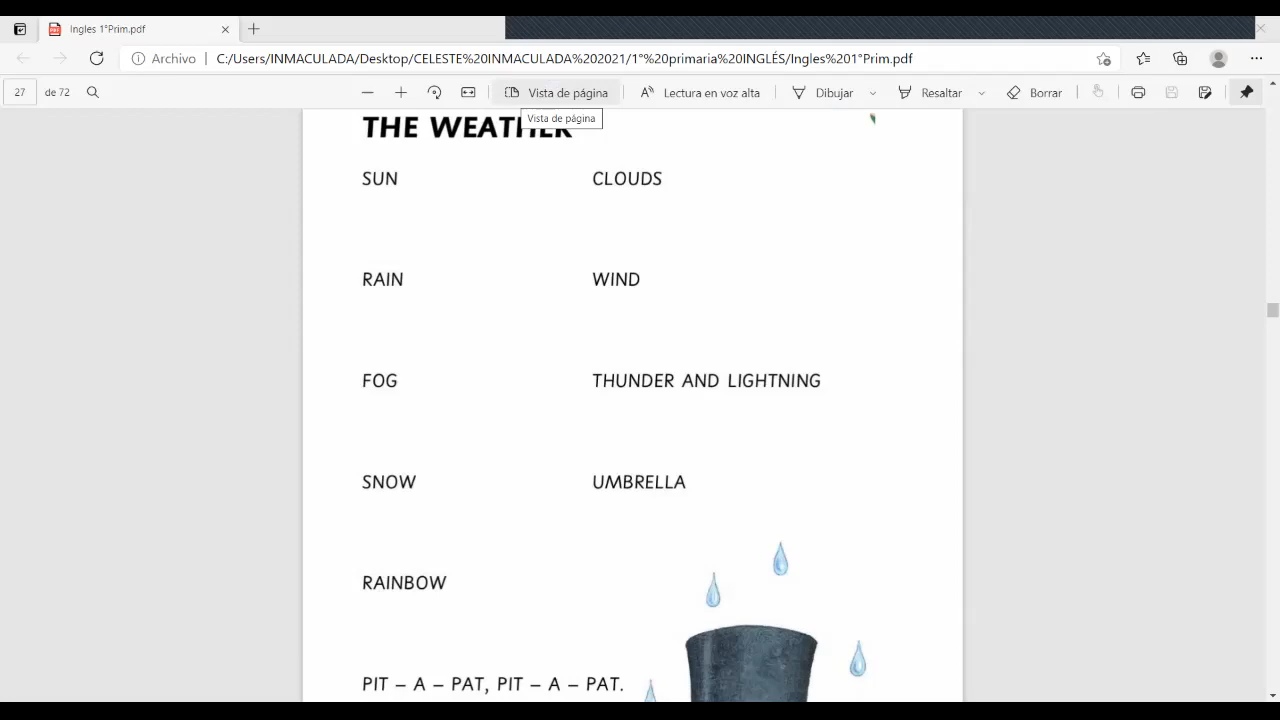 Ingles 1°Prim.pdf
Archivo C:/Users/INMACULADA/Desktop/CELESTE%20INMACULADA%202021/1°%20primaria%20INGLÉS/Ingles%201°Prim.pdf
27 de 72 Vista de página Lectura en voz alta Dibujar Resaltar Borrar
Vista de página
THE WEATHER
SUN CLOUDS
RAIN WIND
FOG THUNDER AND LIGHTNING
SNOW UMBRELLA
RAINBOW
PIT – A – PAT, PIT – A – PAT.